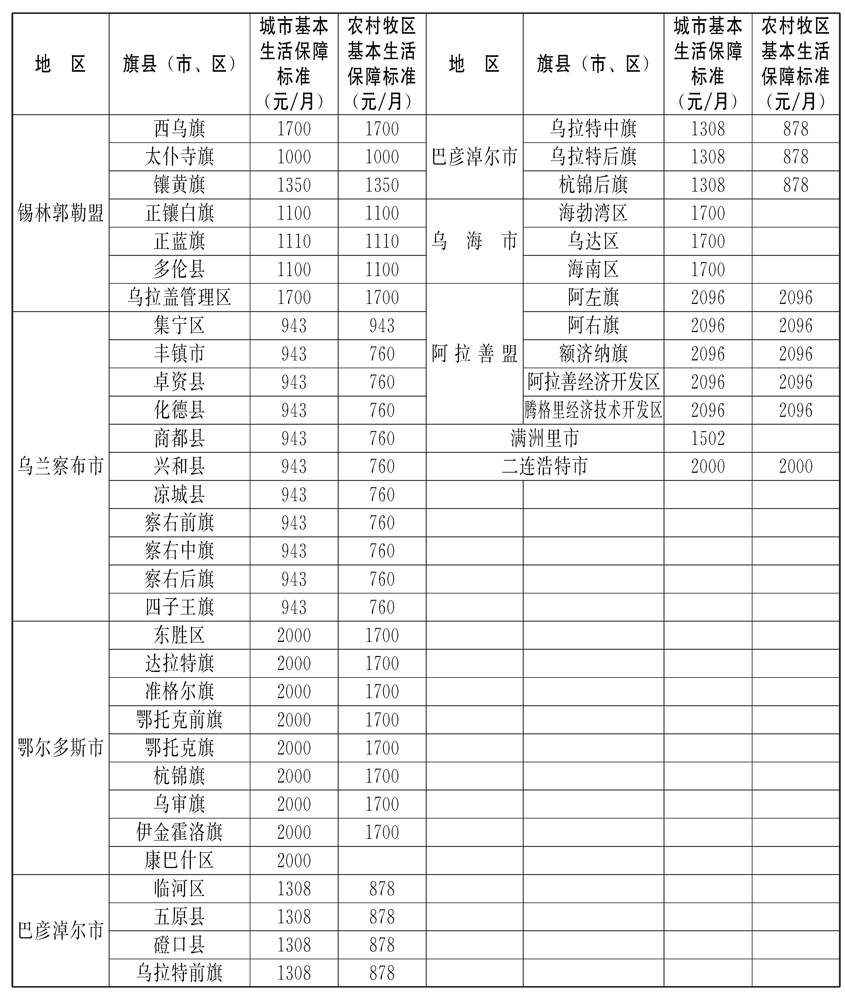 地 区 旗县（市、区） 城市基本生活保障标准（元/月） 农村牧区基本生活保障标准（元/月） 地 区 旗县（市、区） 城市基本生活保障标准（元/月） 农村牧区基本生活保障标准（元/月）
锡林郭勒盟 西乌旗 1700 1700 巴彦淖尔市 乌拉特中旗 1308 878
太仆寺旗 1000 1000 乌拉特后旗 1308 878
镶黄旗 1350 1350 杭锦后旗 1308 878
正镶白旗 1100 1100 乌 海 市 海勃湾区 1700
正蓝旗 1110 1110 乌达区 1700
多伦县 1100 1100 海南区 1700
乌拉盖管理区 1700 1700 阿拉善盟 阿左旗 2096 2096
乌兰察布市 集宁区 943 943 阿右旗 2096 2096
丰镇市 943 760 额济纳旗 2096 2096
卓资县 943 760 阿拉善经济开发区 2096 2096
化德县 943 760 腾格里经济技术开发区 2096 2096
商都县 943 760 满洲里市 1502
兴和县 943 760 二连浩特市 2000 2000
凉城县 943 760
察右前旗 943 760
察右中旗 943 760
察右后旗 943 760
四子王旗 943 760
鄂尔多斯市 东胜区 2000 1700
达拉特旗 2000 1700
准格尔旗 2000 1700
鄂托克前旗 2000 1700
鄂托克旗 2000 1700
杭锦旗 2000 1700
乌审旗 2000 1700
伊金霍洛旗 2000 1700
康巴什区 2000
巴彦淖尔市 临河区 1308 878
五原县 1308 878
磴口县 1308 878
乌拉特前旗 1308 878